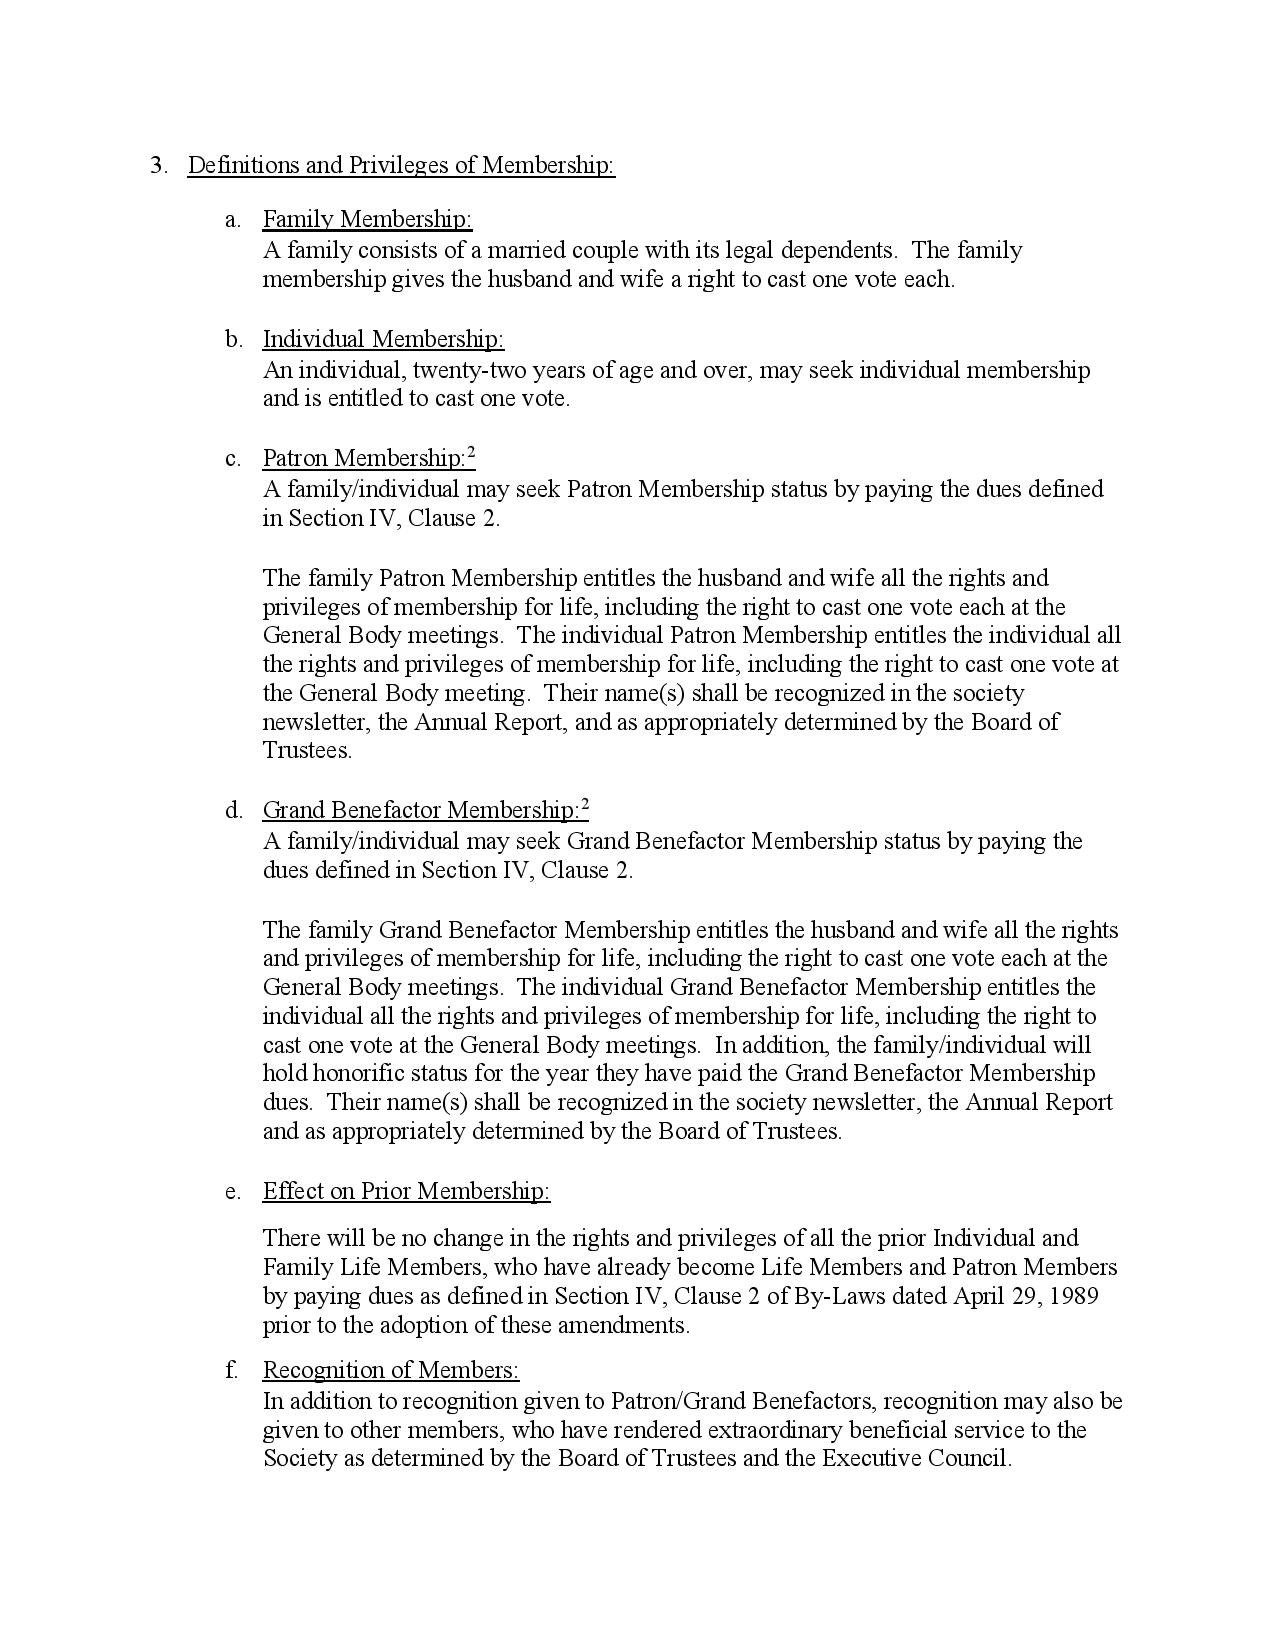 3. Definitions and Privileges of Membership:
a. Family Membership:
A family consists of a married couple with its legal dependents. The family
membership gives the husband and wife a right to cast one vote each.
b. Individual Membership:
An individual, twenty-two years of age and over, may seek individual membership
and is entitled to cast one vote.
c. Patron Membership:2
A family/individual may seek Patron Membership status by paying the dues defined
in Section IV, Clause 2.
The family Patron Membership entitles the husband and wife all the rights and
privileges of membership for life, including the right to cast one vote each at the
General Body meetings. The individual Patron Membership entitles the individual all
the rights and privileges of membership for life, including the right to cast one vote at
the General Body meeting. Their name(s) shall be recognized in the society
newsletter, the Annual Report, and as appropriately determined by the Board of
Trustees.
d. Grand Benefactor Membership:2
A family/individual may seek Grand Benefactor Membership status by paying the
dues defined in Section IV, Clause 2.
The family Grand Benefactor Membership entitles the husband and wife all the rights
and privileges of membership for life, including the right to cast one vote each at the
General Body meetings. The individual Grand Benefactor Membership entitles the
individual all the rights and privileges of membership for life, including the right to
cast one vote at the General Body meetings. In addition, the family/individual will
hold honorific status for the year they have paid the Grand Benefactor Membership
dues. Their name(s) shall be recognized in the society newsletter, the Annual Report
and as appropriately determined by the Board of Trustees.
e. Effect on Prior Membership:
There will be no change in the rights and privileges of all the prior Individual and
Family Life Members, who have already become Life Members and Patron Members
by paying dues as defined in Section IV, Clause 2 of By-Laws dated April 29, 1989
prior to the adoption of these amendments.
f. Recognition of Members:
In addition to recognition given to Patron/Grand Benefactors, recognition may also be
given to other members, who have rendered extraordinary beneficial service to the
Society as determined by the Board of Trustees and the Executive Council.